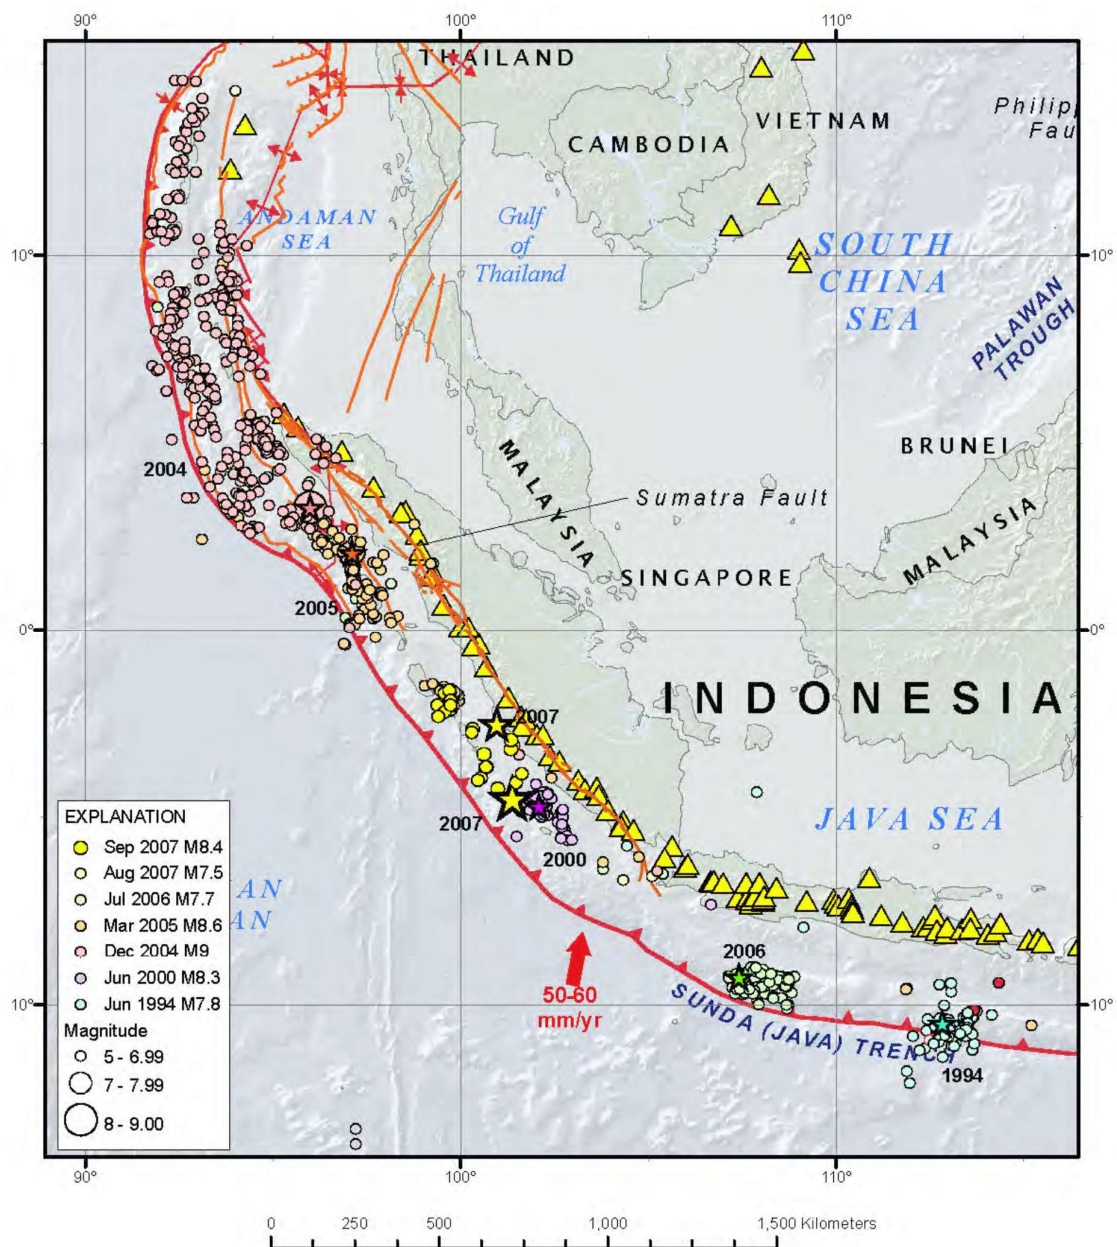 90°
100°
110°
THAILAND
Philipp
Fau
VIETNAM
CAMBODIA
ANDAMAN
SEA
Gulf
of
Thailand
10°
SOUTH
CHINA
SEA
10°
PALAWAN
TROUGH
BRUNEI
2004
MALAYSIA
Sumatra Fault
MALAYSIA
SINGAPORE
2005
0°
0°
INDONESIA
2007
2007
2000
JAVA SEA
EXPLANATION
Sep 2007 M8.4
Aug 2007 M7.5
Jul 2006 M7.7
Mar 2005 M8.6
Dec 2004 M9
Jun 2000 M8.3
Jun 1994 M7.8
Magnitude
5 - 6.99
7 - 7.99
8 - 9.00
AN
AN
2006
50-60
mm/yr
SUNDA (JAVA) TRENCH
1994
10°
10°
90°
100°
110°
0 250 500 1,000 1,500 Kilometers